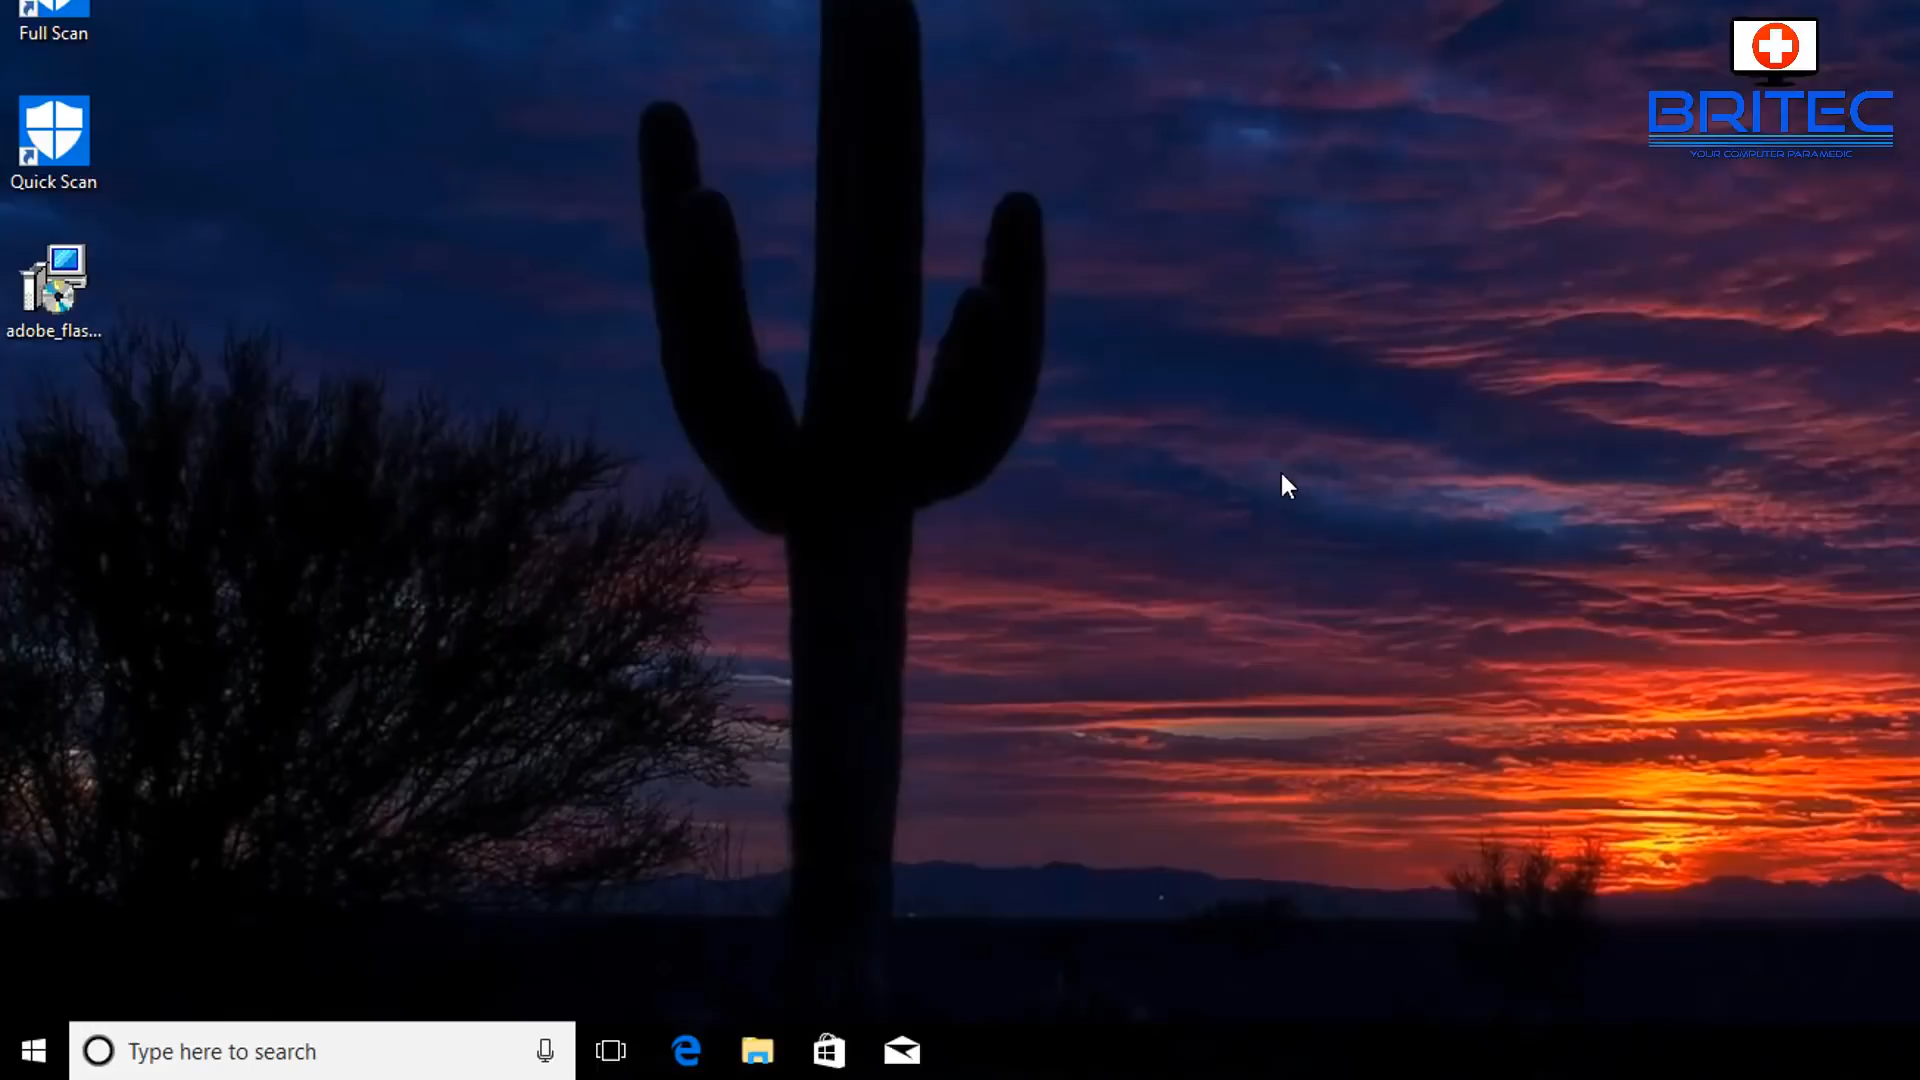 Full Scan
BRITEC
YOUR COMPUTER PARAMEDIC
Quick Scan
adobe_flas...
Type here to search